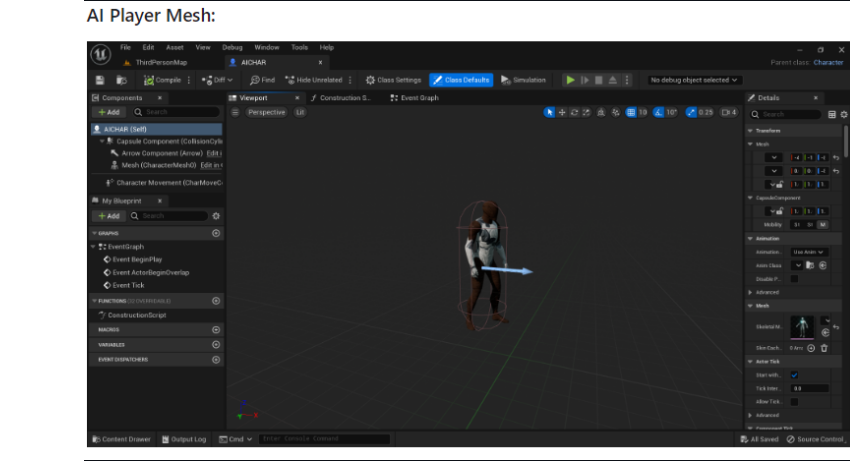 AI Player Mesh:
File Edit Asset View Debug Window Tools Help
ThirdPersonMap AICHAR × Parent class: Character
Compile Diff Find Hide Unrelated Class Settings Class Defaults Simulation No debug object selected
Components × Viewport × Construction S... Event Graph Details ×
+ Add Search Perspective Lit 10 10° 0.25 4 Search
AICHAR (Self) Transform
Capsule Component (CollisionCylin Mesh
Arrow Component (Arrow) Edit i
Mesh (CharacterMesh0) Edit in C
Character Movement (CharMoveC
CapsuleComponent
My Blueprint ×
+ Add Search
Mobility
GRAPHS Animation
EventGraph Animation... Use Anim
Event BeginPlay Anim Class
Event ActorBeginOverlap Disable P...
Event Tick Advanced
FUNCTIONS Mesh
ConstructionScript
MACROS Skeletal M...
VARIABLES
EVENT DISPATCHERS Skin Cach...
Actor Tick
Start with...
Tick Inter... 0.0
Allow Tick...
Advanced
Component Tick
Content Drawer Output Log Cmd Enter Console Command All Saved Source Control